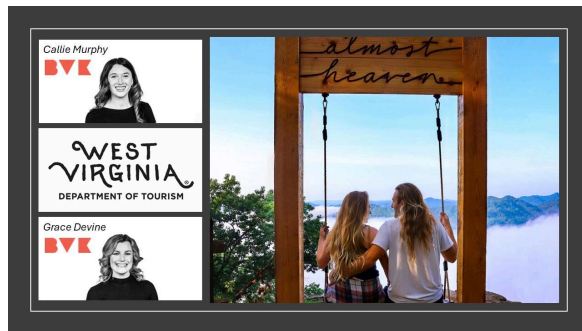 Callie Murphy
BVK
WEST
VIRGINIA®
DEPARTMENT OF TOURISM
Grace Devine
BVK
almost
heaven